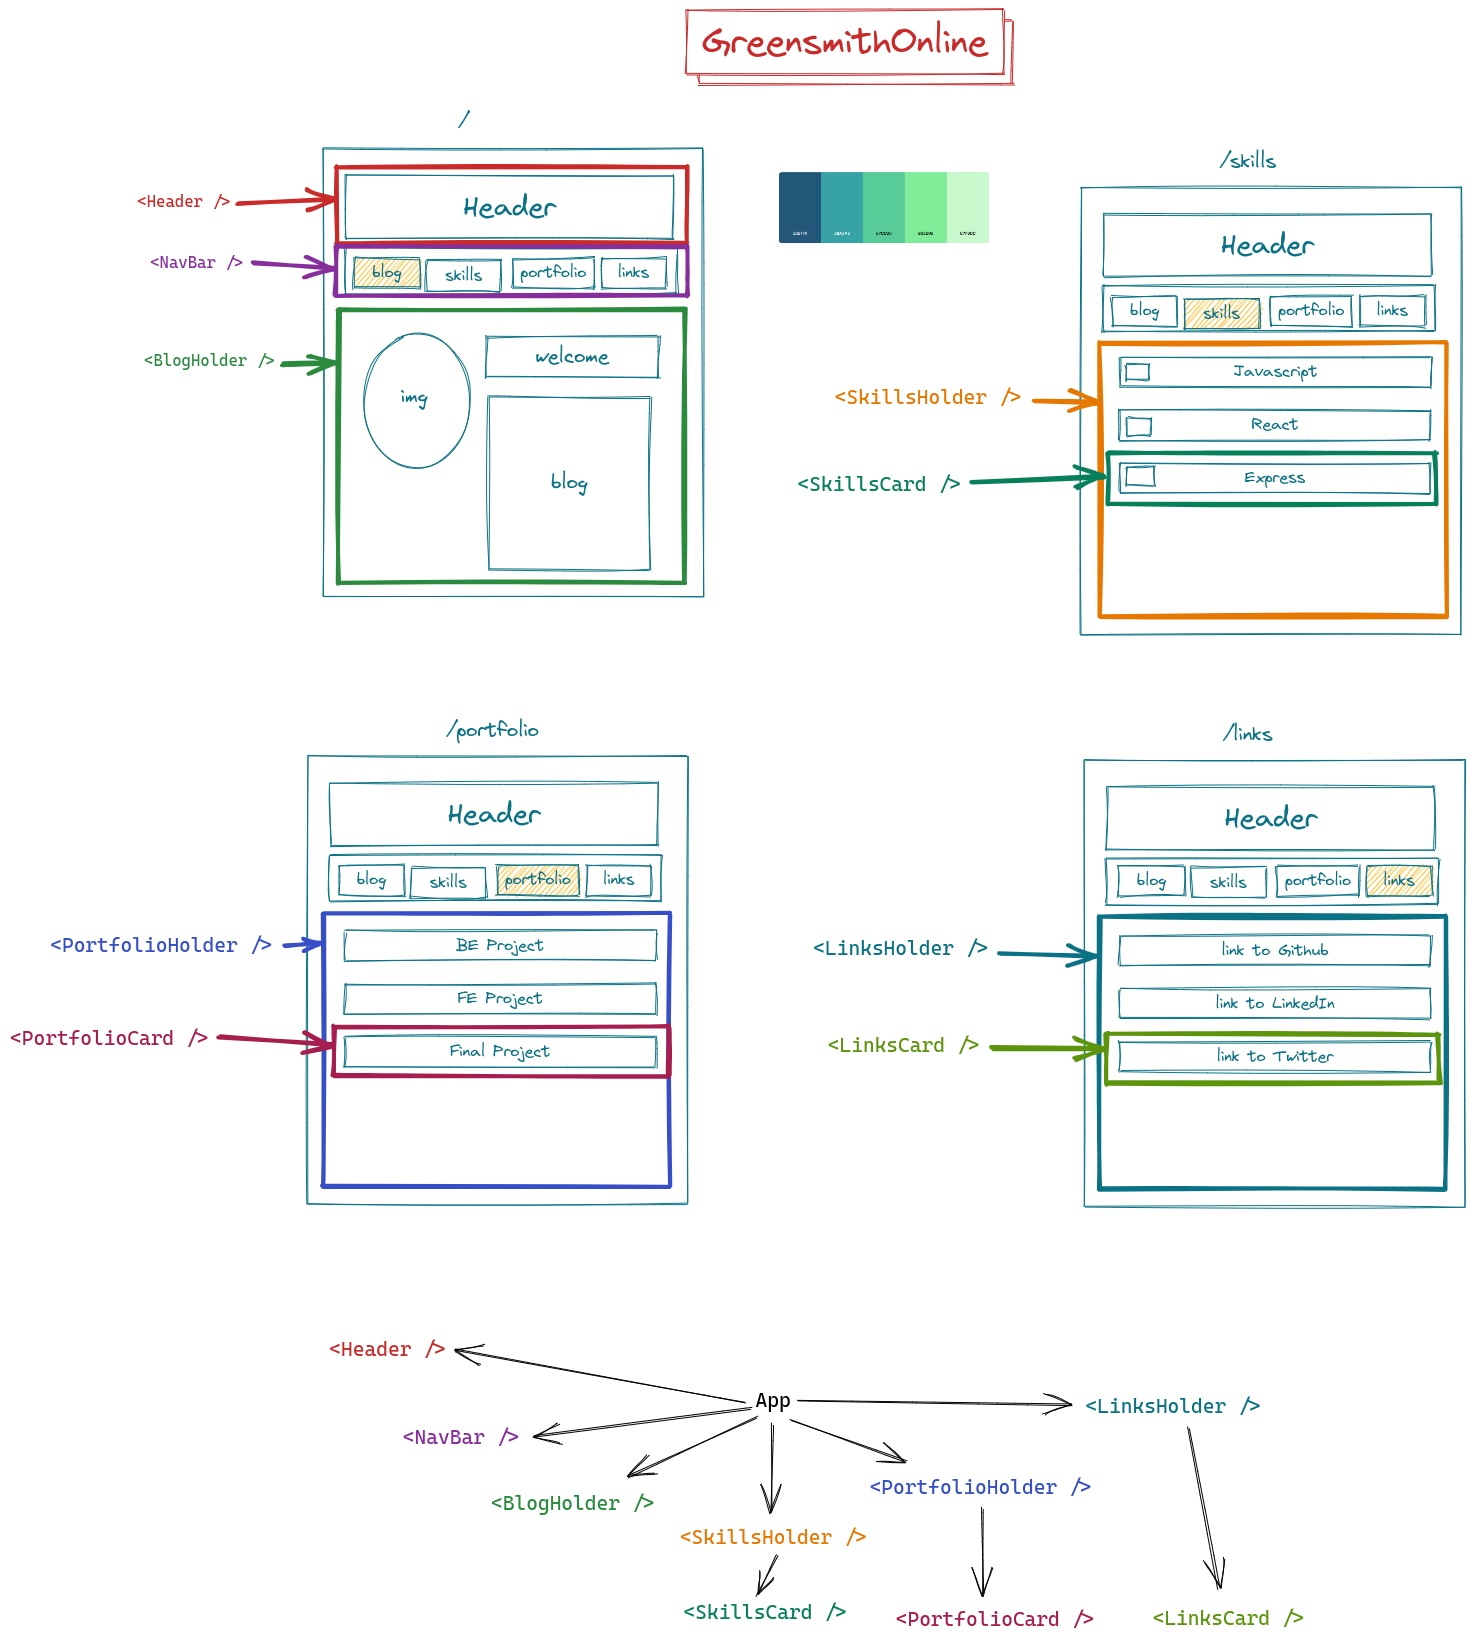 GreensmithOnline
/
<Header />
Header
<NavBar />
blog
skills
portfolio
links
<BlogHolder />
img
welcome
blog
/skills
Header
blog
skills
portfolio
links
<SkillsHolder />
Javascript
React
<SkillsCard />
Express
/portfolio
Header
blog
skills
portfolio
links
<PortfolioHolder />
BE Project
FE Project
<PortfolioCard />
Final Project
/links
Header
blog
skills
portfolio
links
<LinksHolder />
link to Github
link to LinkedIn
<LinksCard />
link to Twitter
<Header />
App
<LinksHolder />
<NavBar />
<PortfolioHolder />
<BlogHolder />
<SkillsHolder />
<SkillsCard />
<PortfolioCard />
<LinksCard />